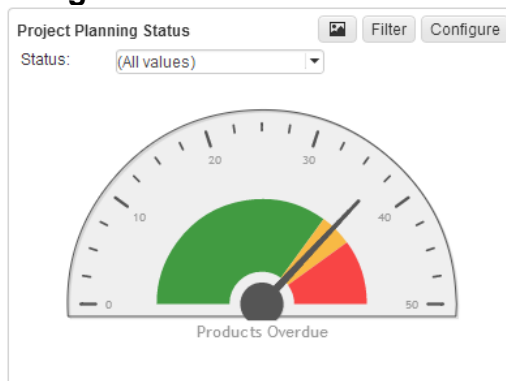 Project Planning Status
Filter
Configure
Status:
(All values)
0
10
20
30
40
50
Products Overdue